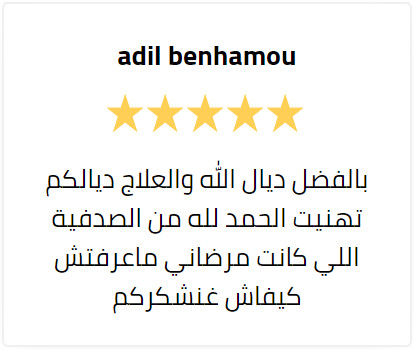 adil benhamou
بالفضل ديال الله والعلاج ديالكم
تهنيت الحمد لله من الصدفية
اللي كانت مرضاني ماعرفتش
كيفاش غنشكركم